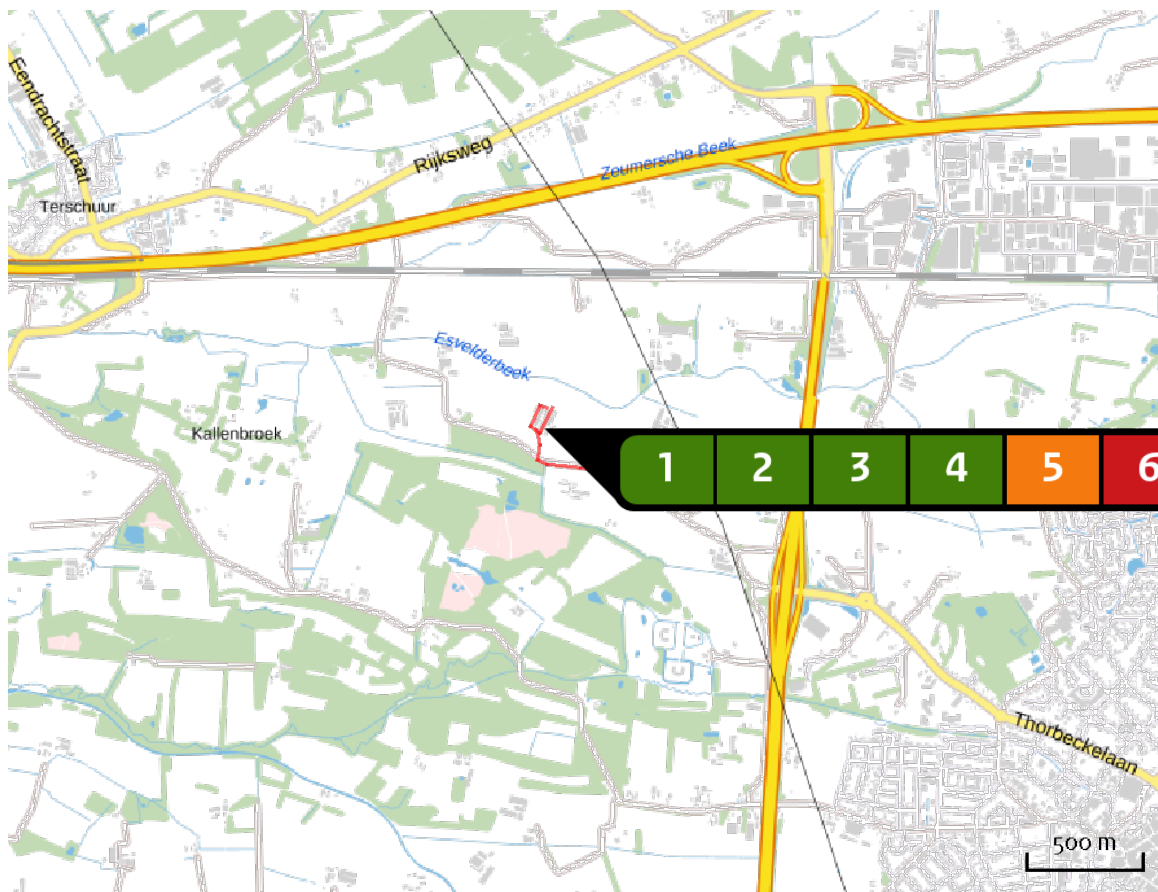 Eendrachtstraat
Rijksweg
Zeumersche Beek
Terschuur
Esvelderbeek
Kallenbroek
1 2 3 4 5 6
Thorbeckelaan
500 m